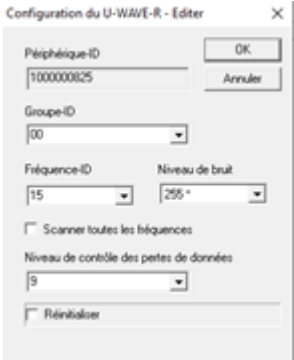 Configuration du U-WAVE-R - Editer
Périphérique-ID
OK
1000000825
Annuler
Groupe-ID
00
Fréquence-ID
Niveau de bruit
15
255 *
Scanner toutes les fréquences
Niveau de contrôle des pertes de données
9
Réinitialiser